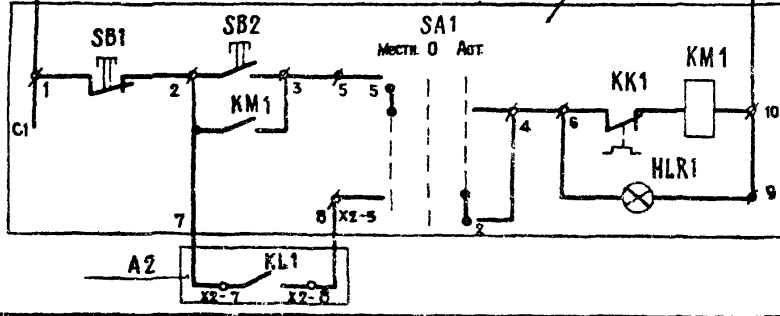 SB1
SB2
SA1
Местн. 0 Авт.
KM1
KK1
1
2
3
5
5
4
6
10
C1
KM1
HLR1
9
7
8
X2-5
A2
KL1
X2-7
X2-8